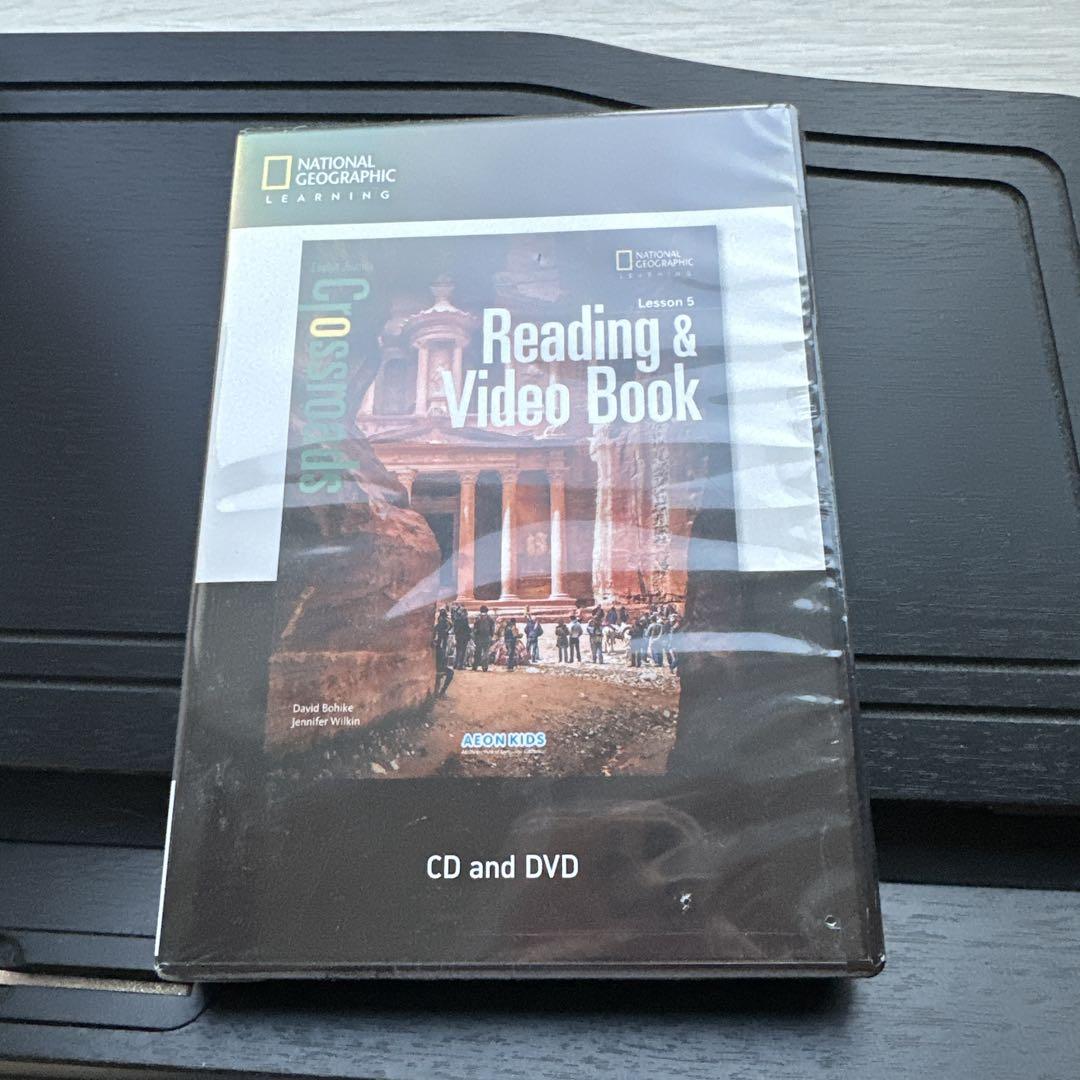 NATIONAL
GEOGRAPHIC
LEARNING
Crossroads
NATIONAL
GEOGRAPHIC
LEARNING
Lesson 5
Reading &
Video Book
David Bohlke
Jennifer Wilkin
AEON KIDS
CD and DVD